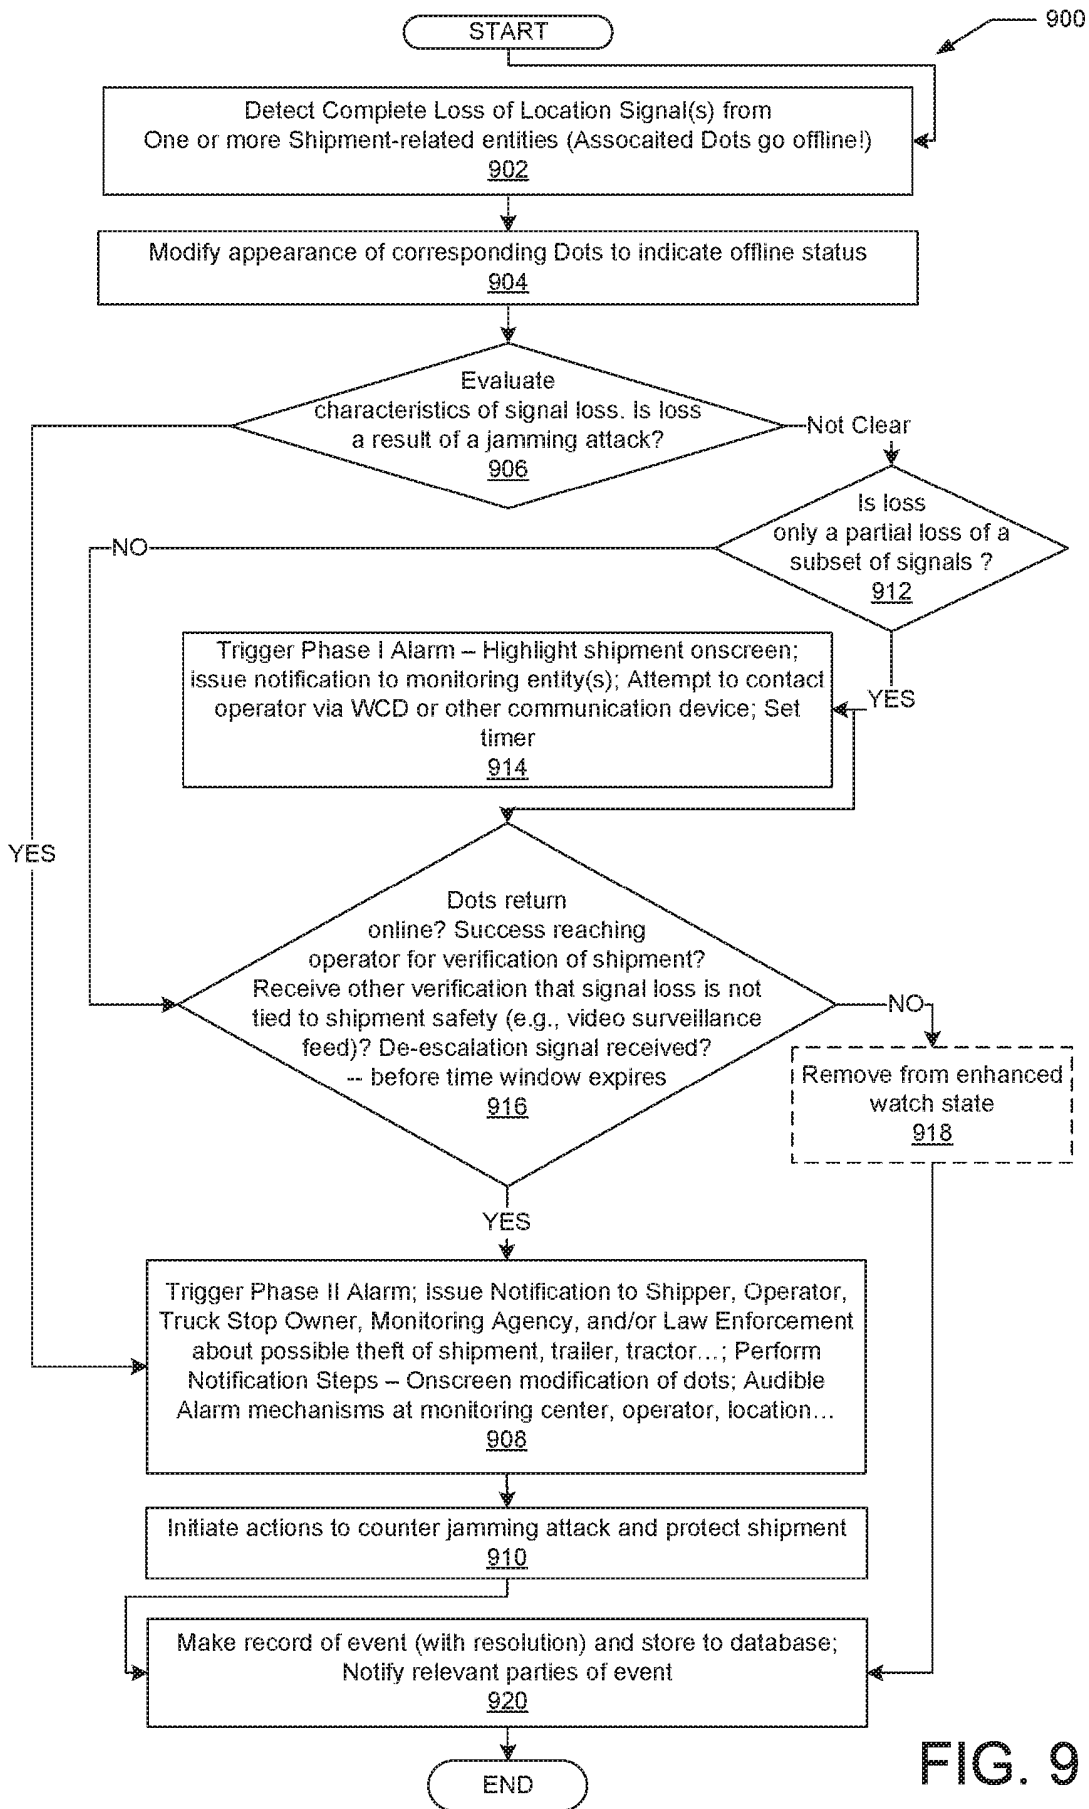 START
900
Detect Complete Loss of Location Signal(s) from
One or more Shipment-related entities (Assocaited Dots go offline!)
902
Modify appearance of corresponding Dots to indicate offline status
904
Evaluate
characteristics of signal loss. Is loss
a result of a jamming attack?
906
Not Clear
Is loss
only a partial loss of a
subset of signals ?
912
NO
YES
Trigger Phase I Alarm – Highlight shipment onscreen;
issue notification to monitoring entity(s); Attempt to contact
operator via WCD or other communication device; Set
timer
914
YES
Dots return
online? Success reaching
operator for verification of shipment?
Receive other verification that signal loss is not
tied to shipment safety (e.g., video surveillance
feed)? De-escalation signal received?
-- before time window expires
916
NO
Remove from enhanced
watch state
918
YES
Trigger Phase II Alarm; Issue Notification to Shipper, Operator,
Truck Stop Owner, Monitoring Agency, and/or Law Enforcement
about possible theft of shipment, trailer, tractor...; Perform
Notification Steps – Onscreen modification of dots; Audible
Alarm mechanisms at monitoring center, operator, location...
908
Initiate actions to counter jamming attack and protect shipment
910
Make record of event (with resolution) and store to database;
Notify relevant parties of event
920
END
FIG. 9